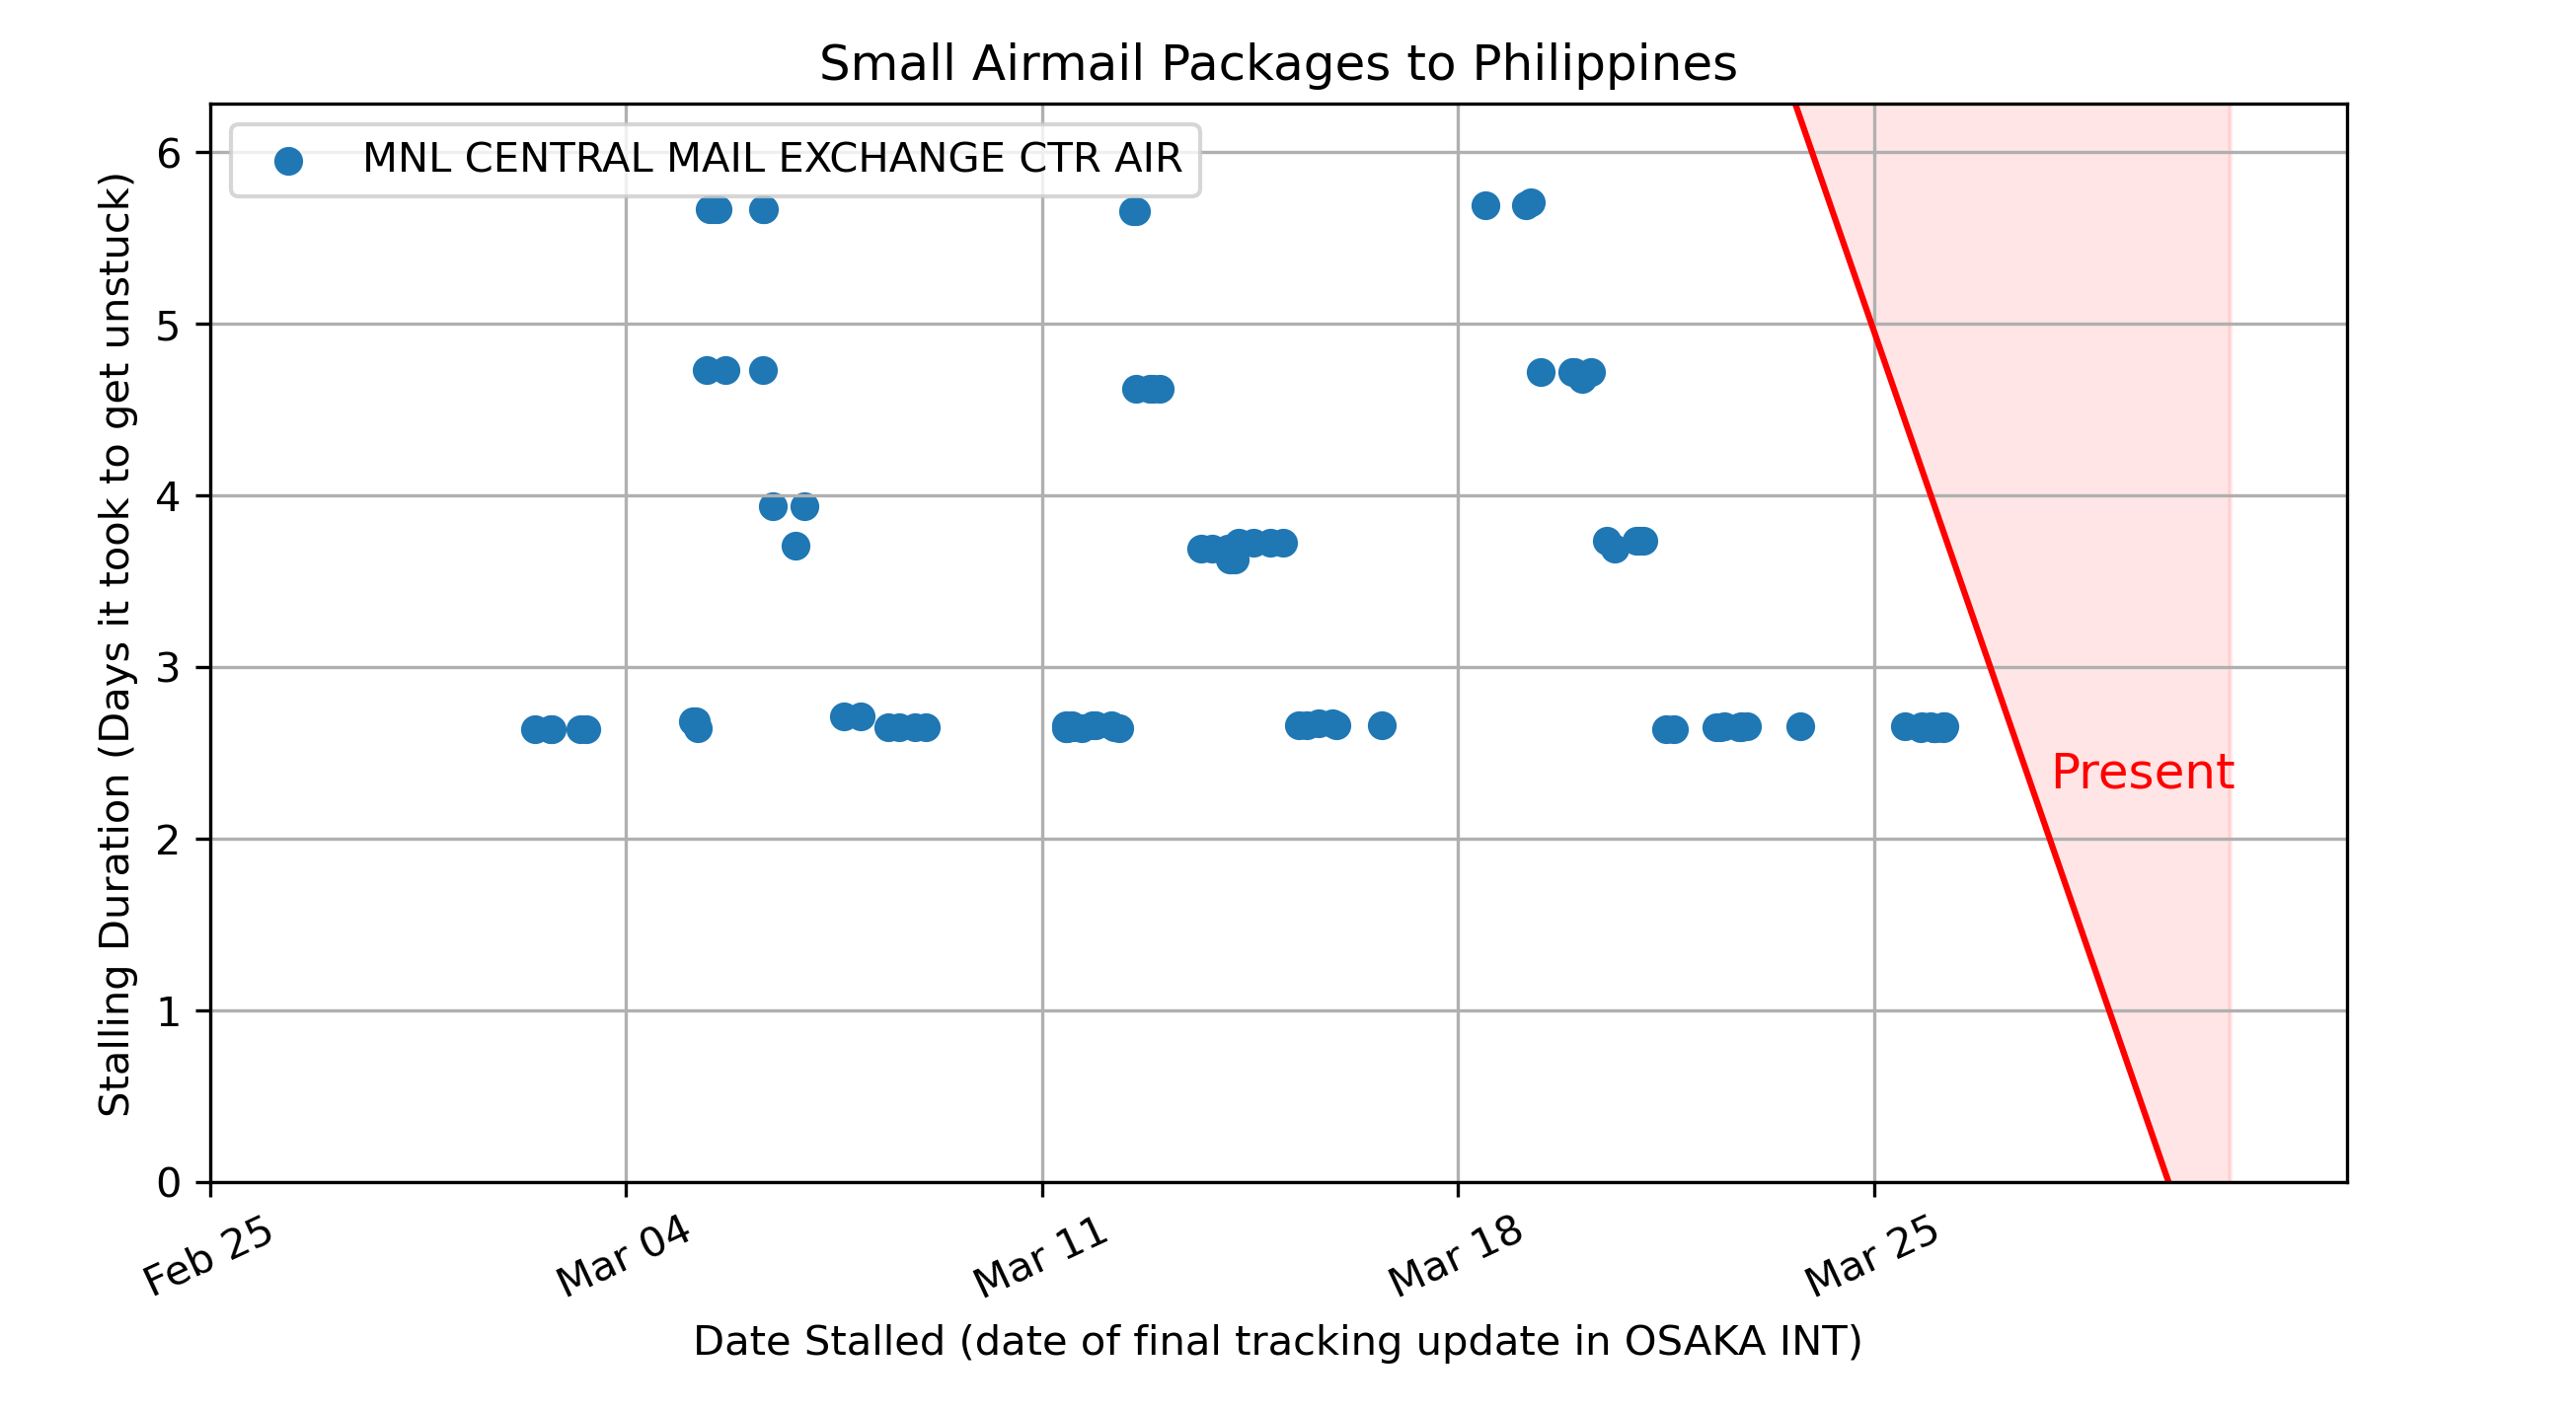 Small Airmail Packages to Philippines
MNL CENTRAL MAIL EXCHANGE CTR AIR
Stalling Duration (Days it took to get unstuck)
6
5
4
3
2
1
0
Present
Feb 25
Mar 04
Mar 11
Mar 18
Mar 25
Date Stalled (date of final tracking update in OSAKA INT)